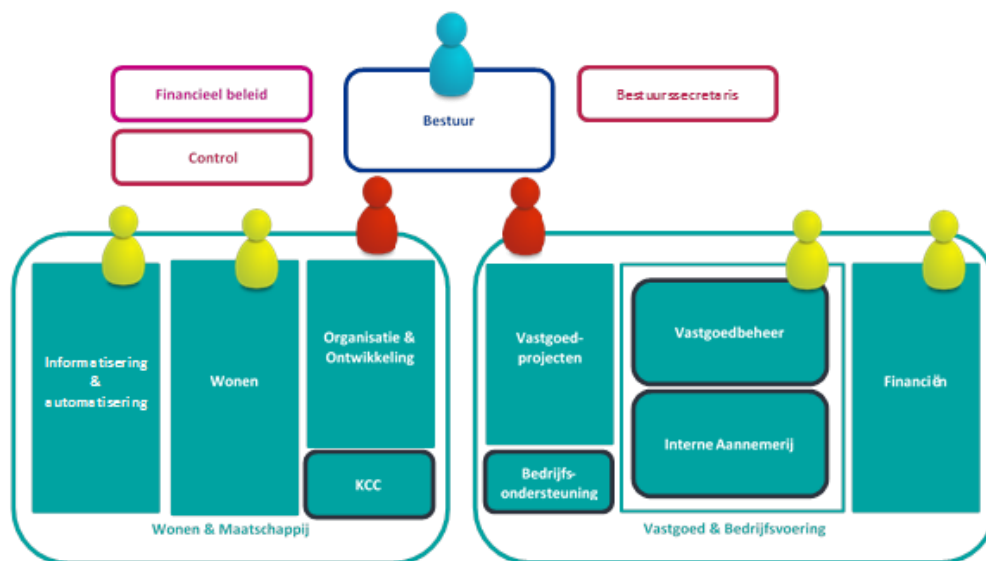 Financieel beleid
Bestuur
Bestuurssecretaris
Control
Informatisering
&
automatisering
Wonen
Organisatie &
Ontwikkeling
KCC
Wonen & Maatschappij
Vastgoed-
projecten
Bedrijfs-
ondersteuning
Vastgoedbeheer
Interne Aannemerij
Financiën
Vastgoed & Bedrijfsvoering